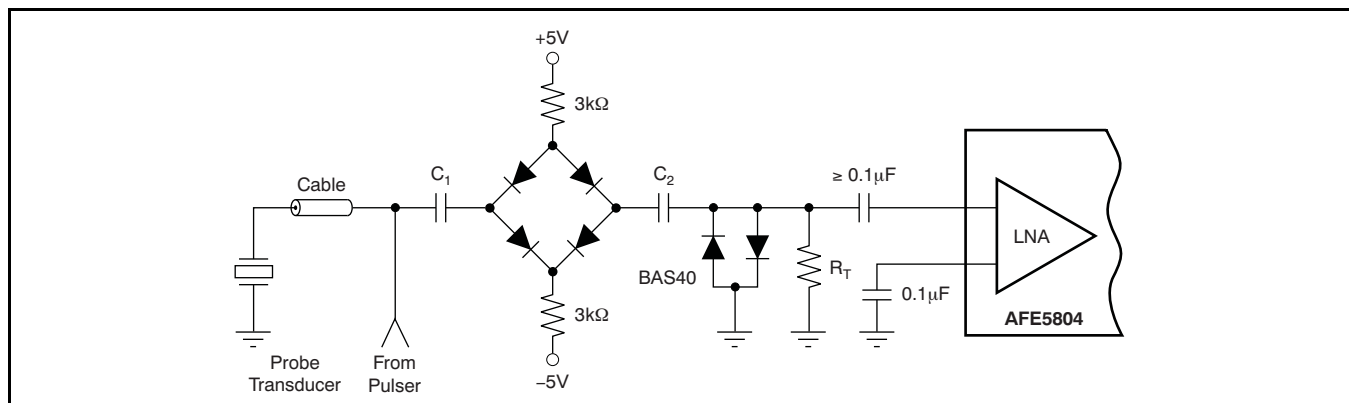 +5V
3kΩ
Cable
C1
C2
≥ 0.1μF
LNA
BAS40
RT
0.1μF
AFE5804
3kΩ
Probe
Transducer
From
Pulser
–5V